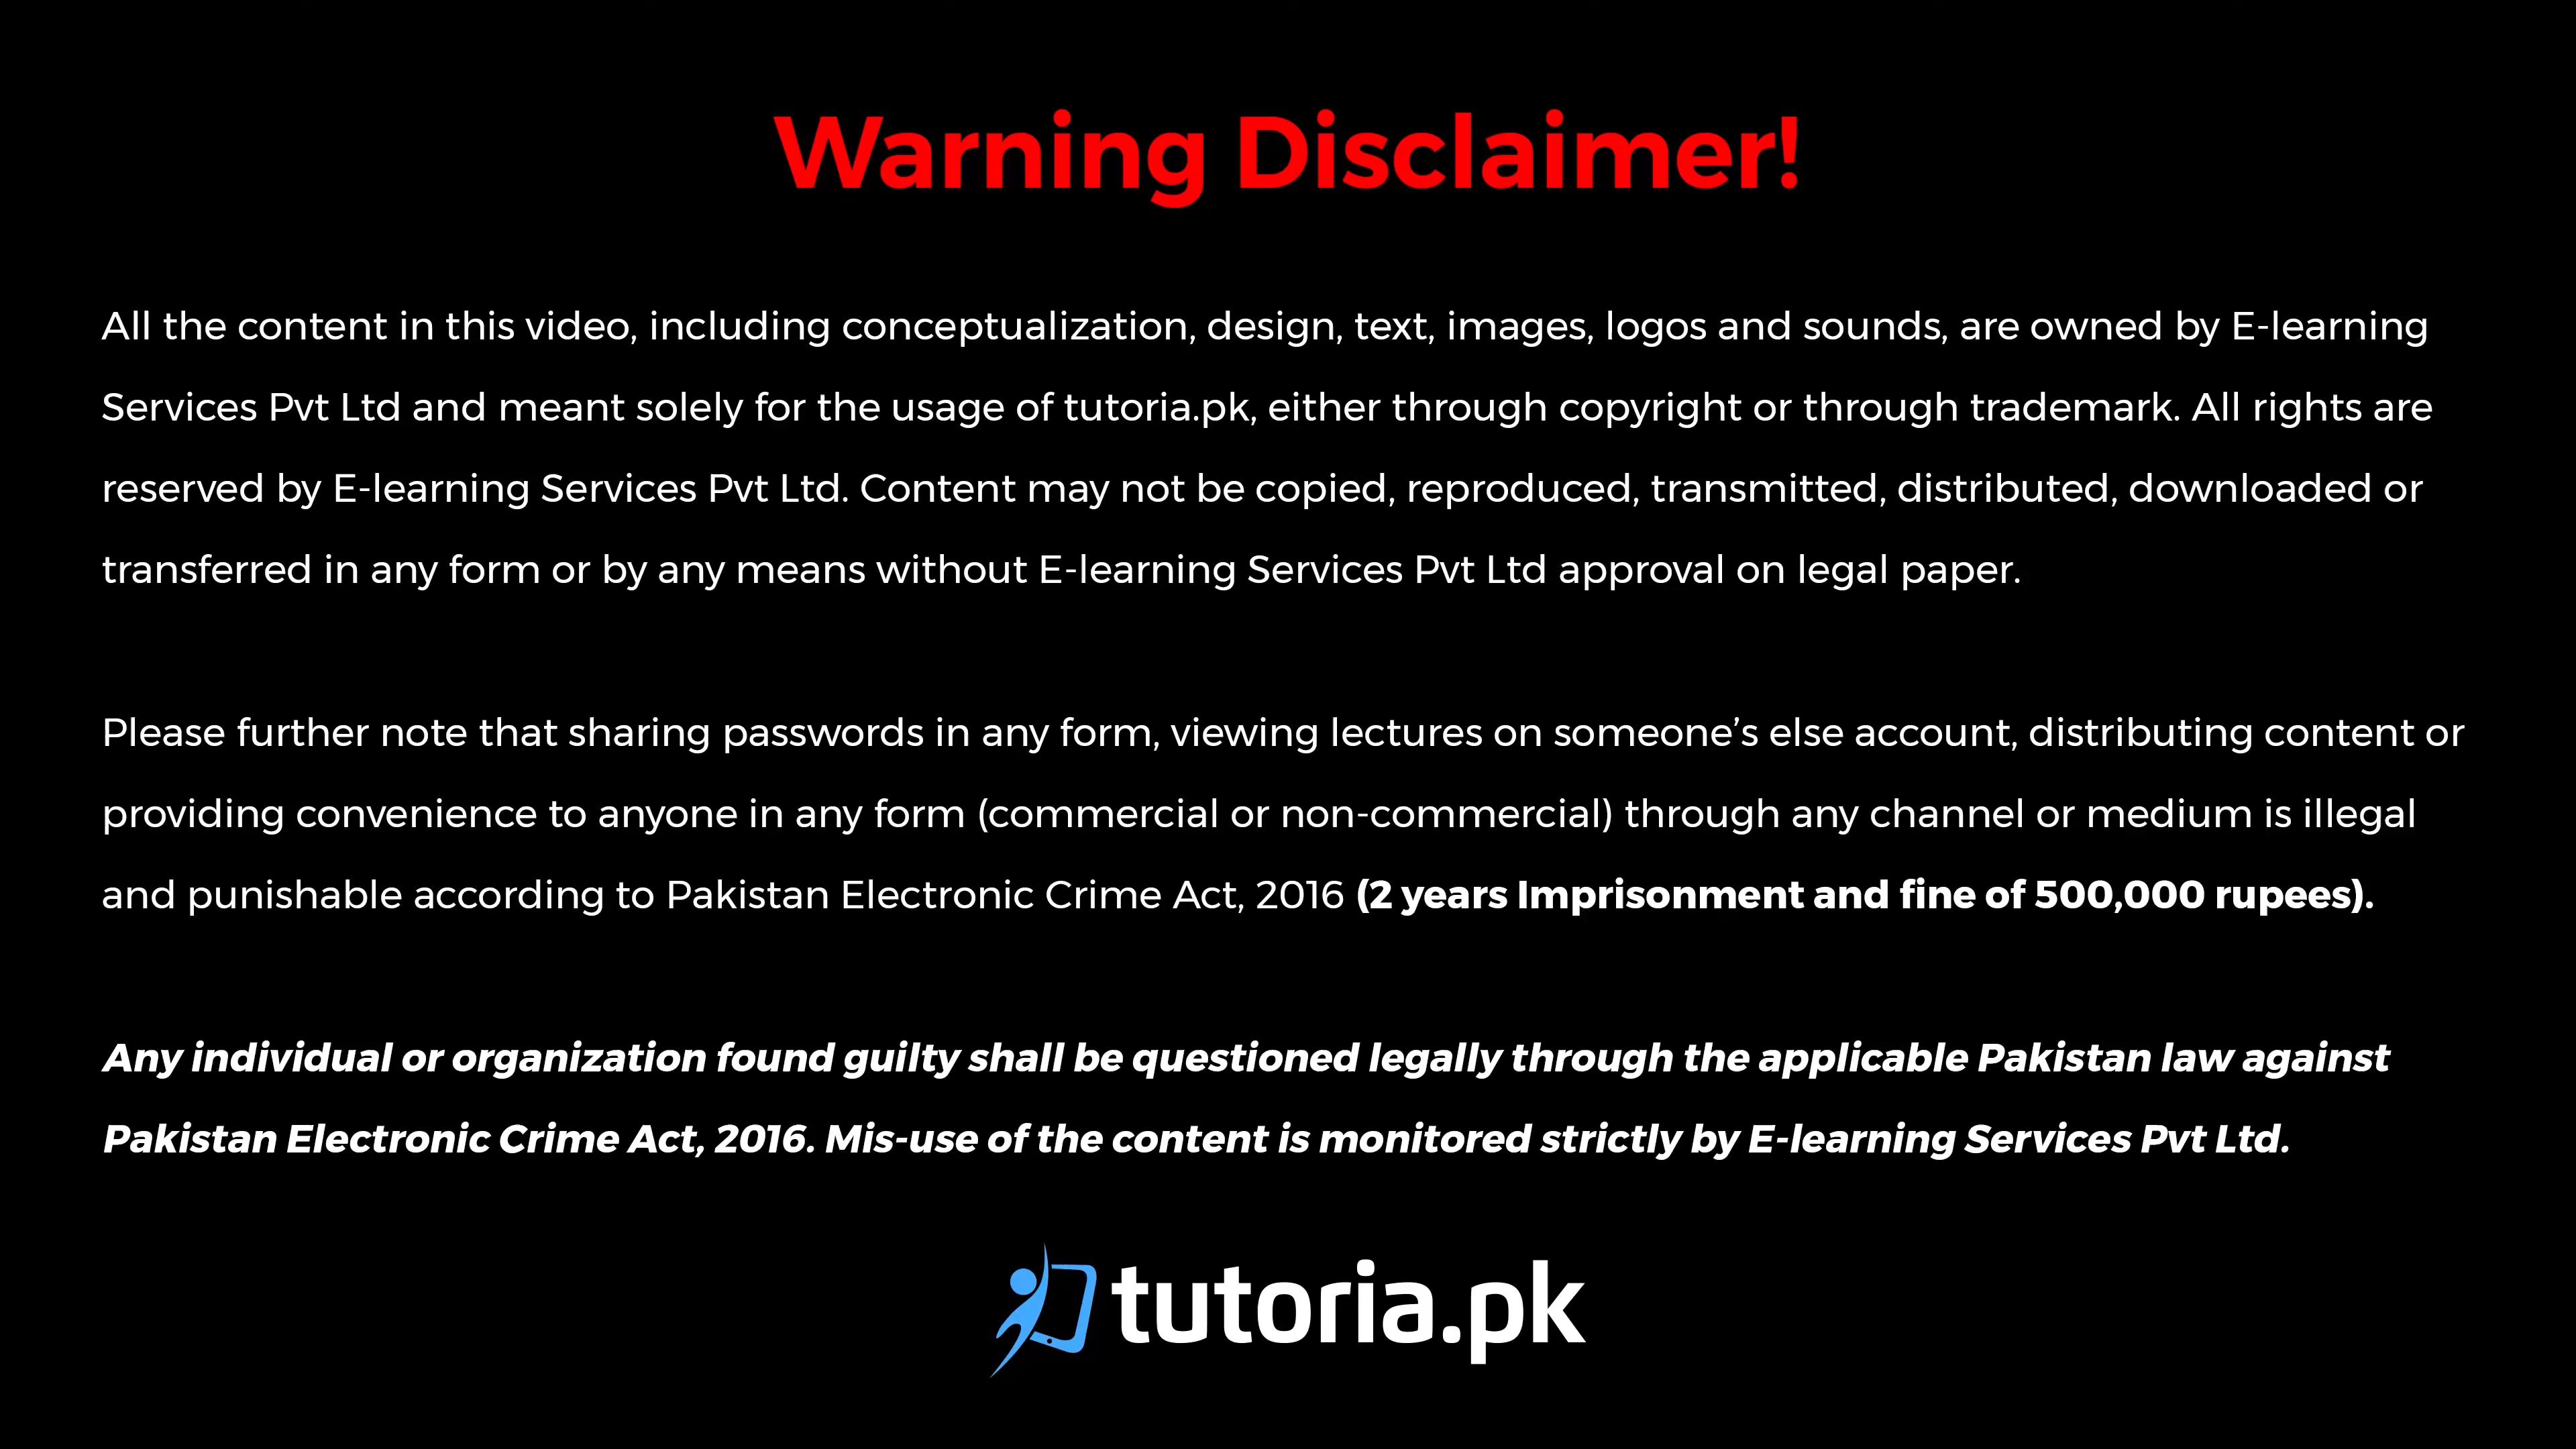 Warning Disclaimer!
All the content in this video, including conceptualization, design, text, images, logos and sounds, are owned by E-learning
Services Pvt Ltd and meant solely for the usage of tutoria.pk, either through copyright or through trademark. All rights are
reserved by E-learning Services Pvt Ltd. Content may not be copied, reproduced, transmitted, distributed, downloaded or
transferred in any form or by any means without E-learning Services Pvt Ltd approval on legal paper.
Please further note that sharing passwords in any form, viewing lectures on someone’s else account, distributing content or
providing convenience to anyone in any form (commercial or non-commercial) through any channel or medium is illegal
and punishable according to Pakistan Electronic Crime Act, 2016 (2 years Imprisonment and fine of 500,000 rupees).
Any individual or organization found guilty shall be questioned legally through the applicable Pakistan law against
Pakistan Electronic Crime Act, 2016. Mis-use of the content is monitored strictly by E-learning Services Pvt Ltd.
tutoria.pk